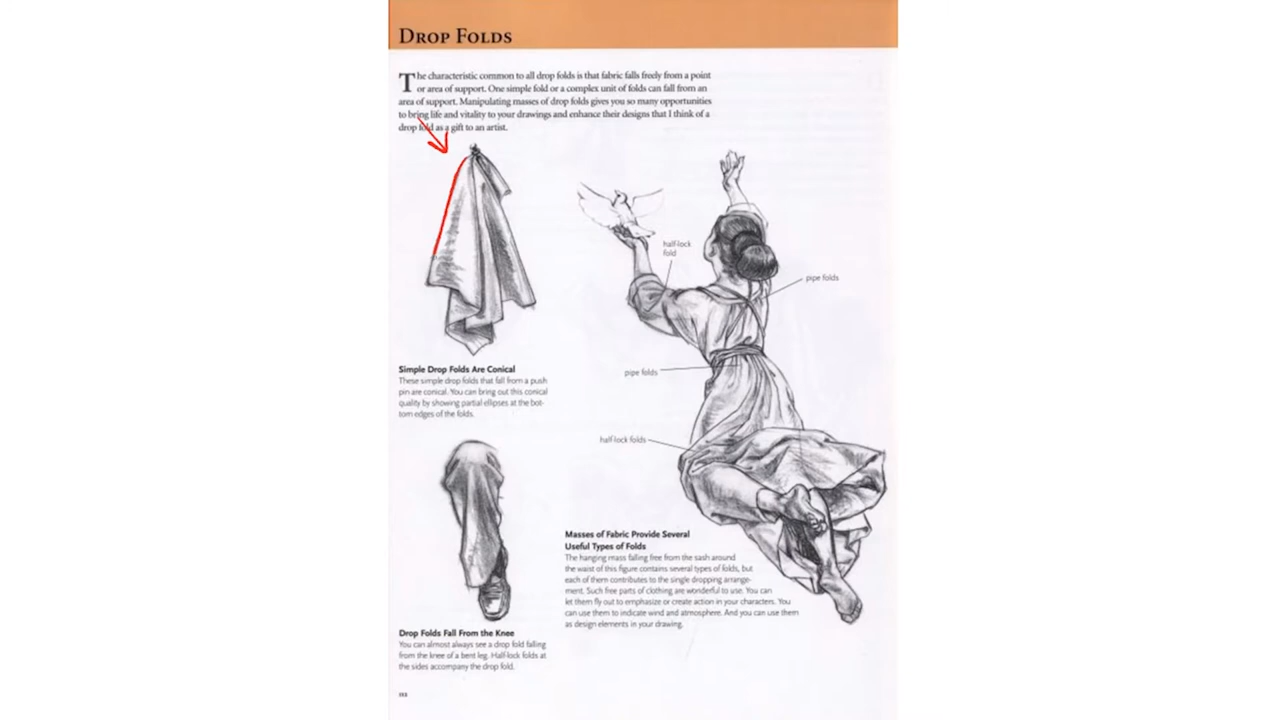 DROP FOLDS
The characteristic common to all drop folds is that fabric falls freely from a point
or area of support. One simple fold or a complex unit of folds can fall from an
area of support. Manipulating masses of drop folds gives you so many opportunities
to bring life and vitality to your drawings and enhance their designs that I think of a
drop fold as a gift to an artist.
half-lock
fold
pipe folds
pipe folds
Simple Drop Folds Are Conical
These simple drop folds that fall from a push
pin are conical. You can bring out this conical
quality by showing partial ellipses at the bot-
tom edges of the folds.
half-lock folds
Masses of Fabric Provide Several
Useful Types of Folds
The hanging mass falling free from the sash around
the waist of this figure contains several types of folds, but
each of them contributes to the single dropping arrange-
ment. Such free parts of clothing are wonderful to use. You can
let them fly out to emphasize or create action in your characters. You
can use them to indicate wind and atmosphere. And you can use them
as design elements in your drawing.
Drop Folds Fall From the Knee
You can almost always see a drop fold falling
from the knee of a bent leg. Half-lock folds at
the sides accompany the drop fold.